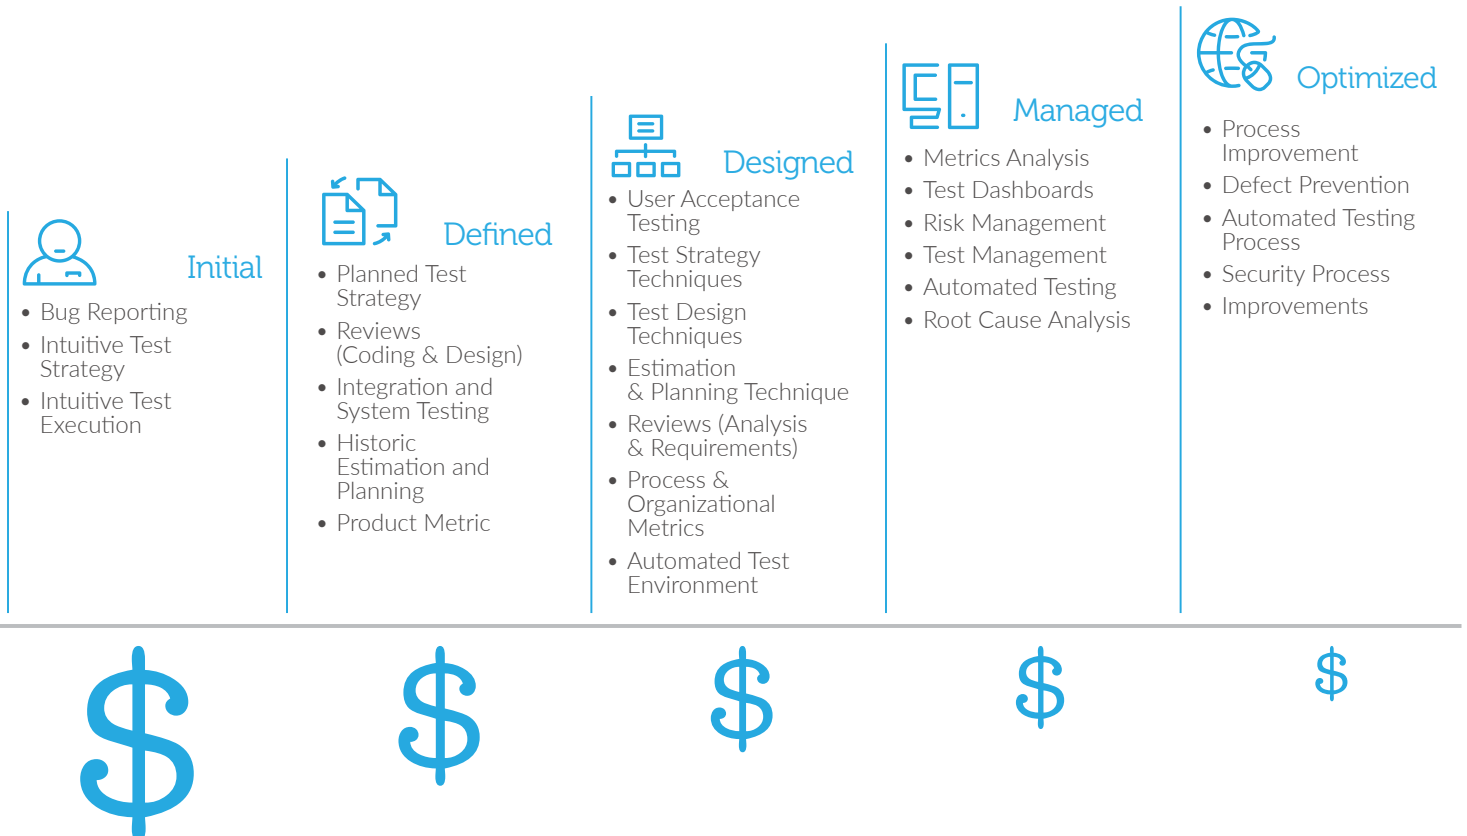 Initial
• Bug Reporting
• Intuitive Test
Strategy
• Intuitive Test
Execution
Defined
• Planned Test
Strategy
• Reviews
(Coding & Design)
• Integration and
System Testing
• Historic
Estimation and
Planning
• Product Metric
Designed
• User Acceptance
Testing
• Test Strategy
Techniques
• Test Design
Techniques
• Estimation
& Planning Technique
• Reviews (Analysis
& Requirements)
• Process &
Organizational
Metrics
• Automated Test
Environment
Managed
• Metrics Analysis
• Test Dashboards
• Risk Management
• Test Management
• Automated Testing
• Root Cause Analysis
Optimized
• Process
Improvement
• Defect Prevention
• Automated Testing
Process
• Security Process
• Improvements
$ $ $ $ $